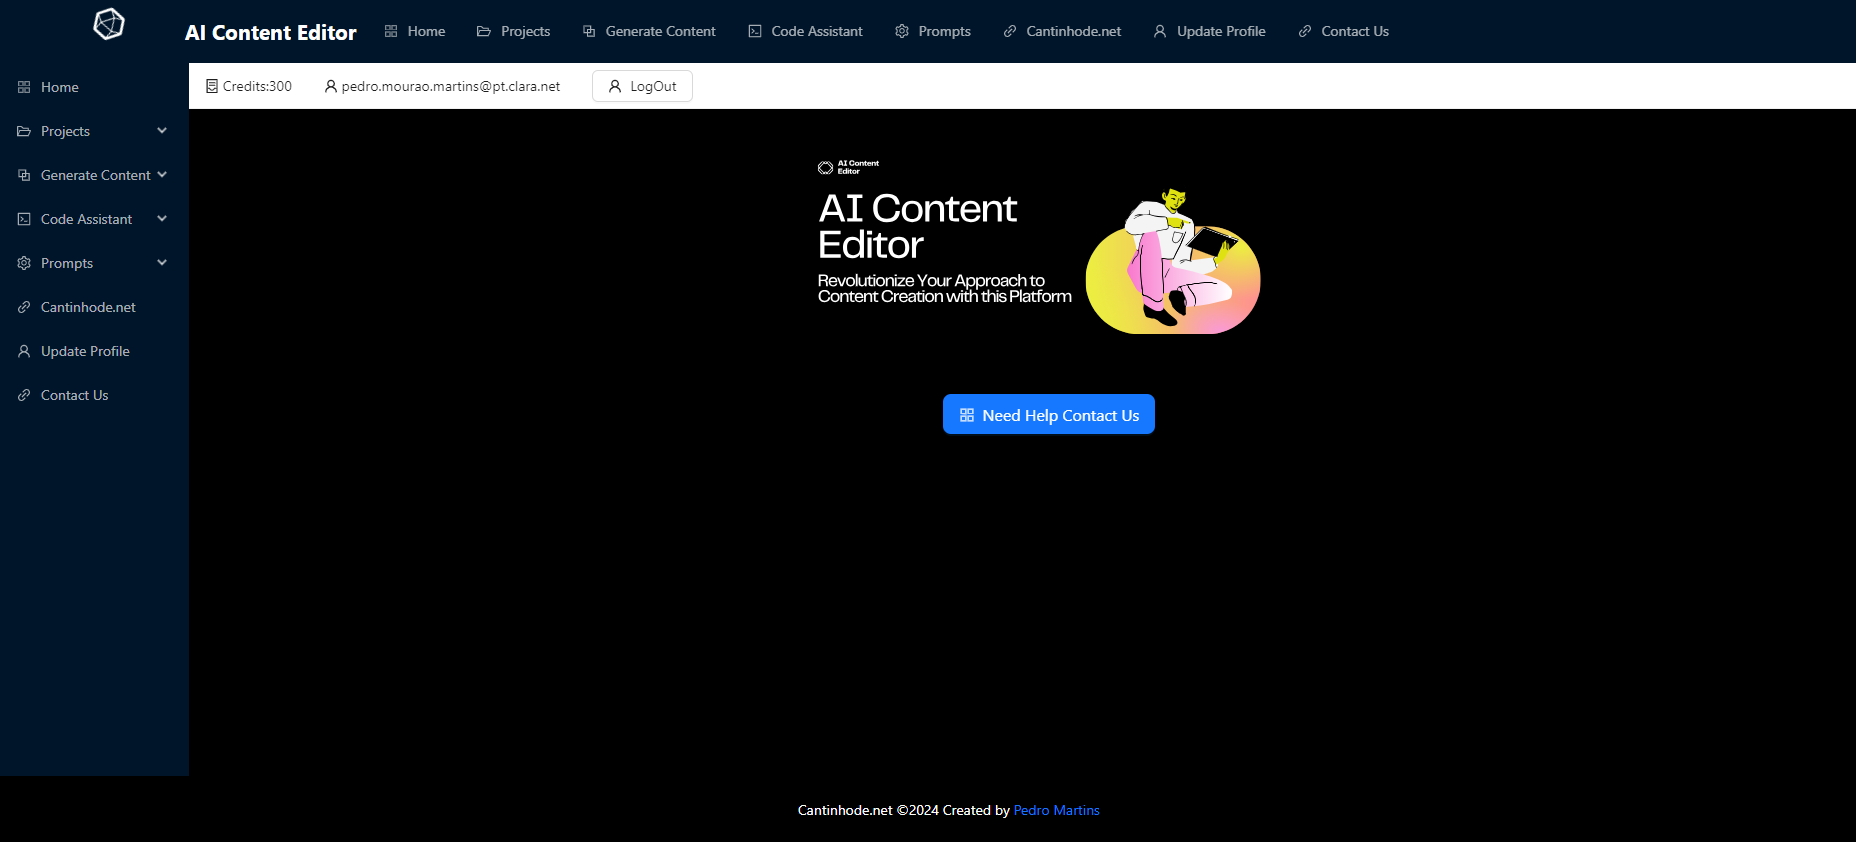 AI Content Editor
Home
Projects
Generate Content
Code Assistant
Prompts
Cantinhode.net
Update Profile
Contact Us
Home
Projects
Generate Content
Code Assistant
Prompts
Cantinhode.net
Update Profile
Contact Us
Credits:300
pedro.mourao.martins@pt.clara.net
LogOut
AI Content
Editor
AI Content
Editor
Revolutionize Your Approach to
Content Creation with this Platform
Need Help Contact Us
Cantinhode.net ©2024 Created by Pedro Martins